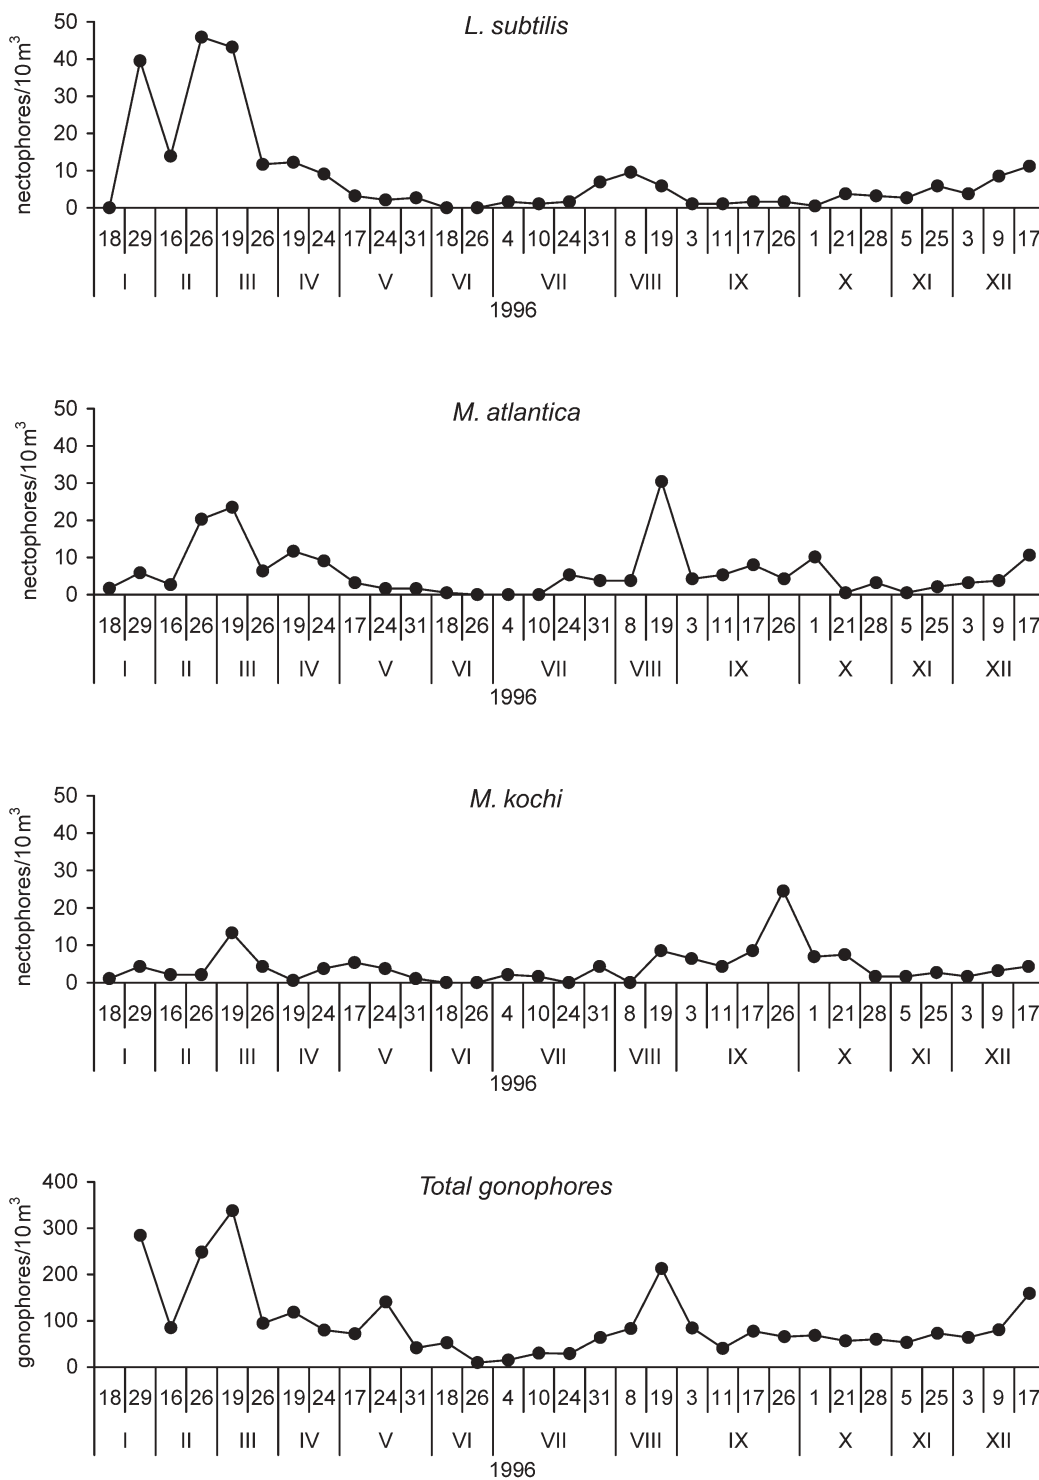 L. subtilis
nectophores/10 m³
50
40
30
20
10
0
18 29 16 26 19 26 19 24 17 24 31 18 26 4 10 24 31 8 19 3 11 17 26 1 21 28 5 25 3 9 17
I II III IV V VI VII VIII IX X XI XII
1996
M. atlantica
nectophores/10 m³
50
40
30
20
10
0
18 29 16 26 19 26 19 24 17 24 31 18 26 4 10 24 31 8 19 3 11 17 26 1 21 28 5 25 3 9 17
I II III IV V VI VII VIII IX X XI XII
1996
M. kochi
nectophores/10 m³
50
40
30
20
10
0
18 29 16 26 19 26 19 24 17 24 31 18 26 4 10 24 31 8 19 3 11 17 26 1 21 28 5 25 3 9 17
I II III IV V VI VII VIII IX X XI XII
1996
Total gonophores
gonophores/10 m³
400
300
200
100
0
18 29 16 26 19 26 19 24 17 24 31 18 26 4 10 24 31 8 19 3 11 17 26 1 21 28 5 25 3 9 17
I II III IV V VI VII VIII IX X XI XII
1996